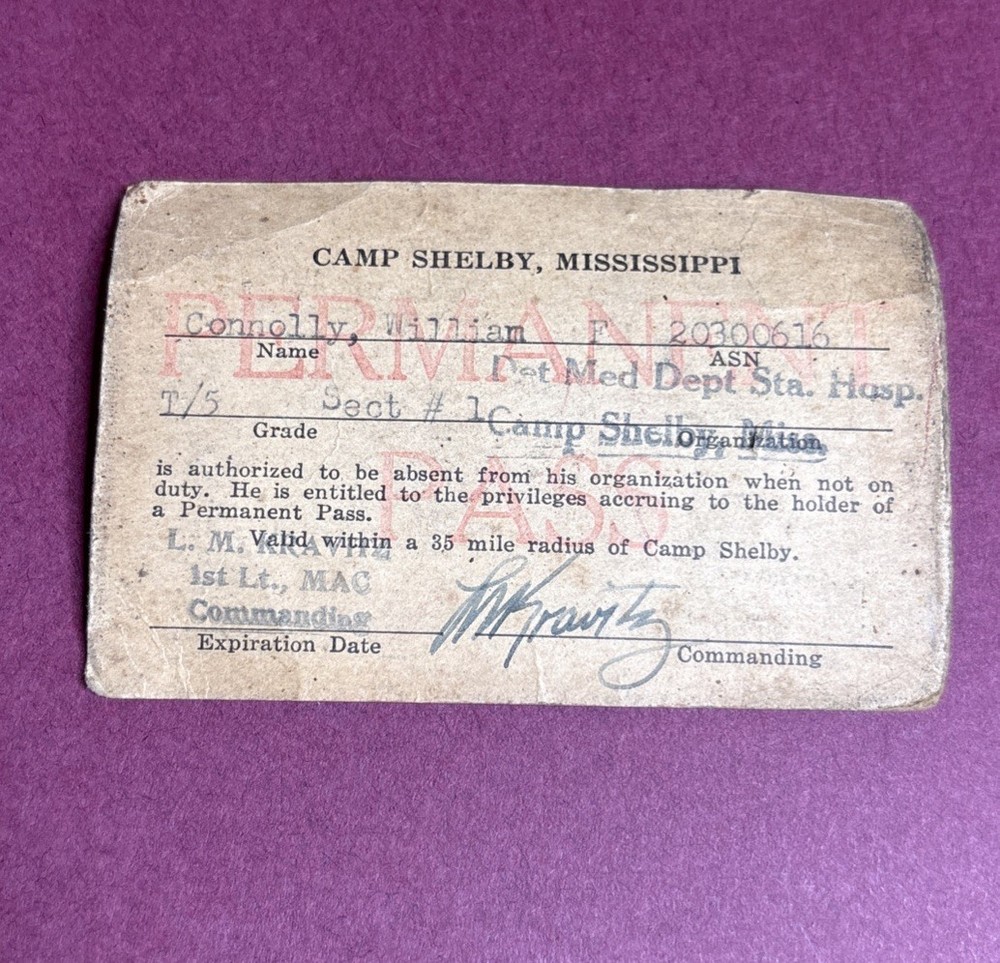 CAMP SHELBY, MISSISSIPPI
PERMANENT
Connolly, William F 20300616
Name ASN
Det Med Dept Sta. Hosp.
T/5 Sect # 1 Camp Shelby, Miss.
Grade Organization
PASS
is authorized to be absent from his organization when not on
duty. He is entitled to the privileges accruing to the holder of
a Permanent Pass.
Valid within a 35 mile radius of Camp Shelby.
L. M. KRAVITZ
1st Lt., MAC
Commanding
LM Kravitz
Expiration Date Commanding